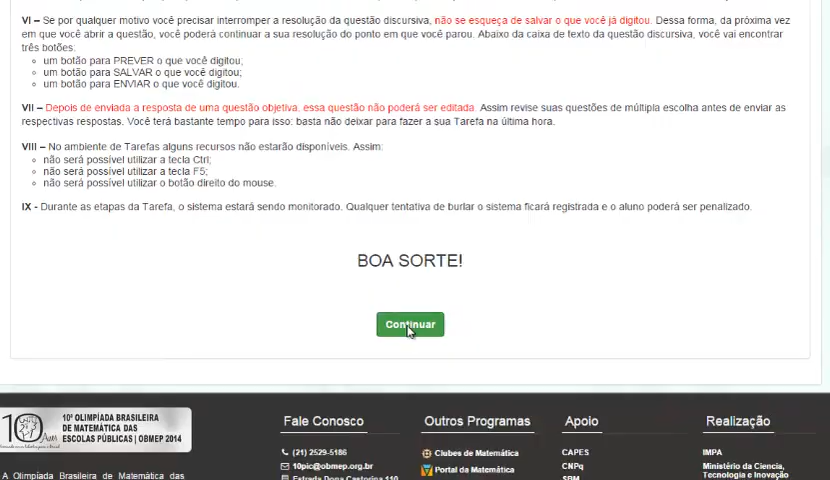 VI – Se por qualquer motivo você precisar interromper a resolução da questão discursiva, não se esqueça de salvar o que você já digitou. Dessa forma, da próxima vez
em que você abrir a questão, você poderá continuar a sua resolução do ponto em que você parou. Abaixo da caixa de texto da questão discursiva, você vai encontrar
três botões:
um botão para PREVER o que você digitou;
um botão para SALVAR o que você digitou;
um botão para ENVIAR o que você digitou.
VII – Depois de enviada a resposta de uma questão objetiva, essa questão não poderá ser editada. Assim revise suas questões de múltipla escolha antes de enviar as
respectivas respostas. Você terá bastante tempo para isso: basta não deixar para fazer a sua Tarefa na última hora.
VIII – No ambiente de Tarefas alguns recursos não estarão disponíveis. Assim:
não será possível utilizar a tecla Ctrl;
não será possível utilizar a tecla F5;
não será possível utilizar o botão direito do mouse.
IX - Durante as etapas da Tarefa, o sistema estará sendo monitorado. Qualquer tentativa de burlar o sistema ficará registrada e o aluno poderá ser penalizado.
BOA SORTE!
Continuar
10 Anos
10ª OLIMPÍADA BRASILEIRA
DE MATEMÁTICA DAS
ESCOLAS PÚBLICAS | OBMEP 2014
A Olimpíada Brasileira de Matemática das
Fale Conosco
(21) 2529-5186
10pic@obmep.org.br
Estrada Dona Castorina 110
Outros Programas
Clubes de Matemática
Portal da Matemática
Apoio
CAPES
CNPq
SBM
Realização
IMPA
Ministério da Ciência,
Tecnologia e Inovação